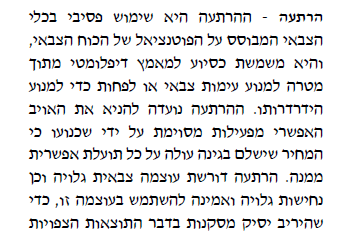 הרתעה - ההרתעה היא שימוש פסיבי בכלי
הצבאי המבוסס על הפוטנציאל של הכוח הצבאי,
והיא משמשת כסיוע למאמץ דיפלומטי מתוך
מטרה למנוע עימות צבאי או לפחות כדי למנוע
הידרדרותו. ההרתעה נועדה להניא את האויב
האפשרי מפעילות מסוימת על ידי שכנועו כי
המחיר שישלם בגינה עולה על כל תועלת אפשרית
ממנה. הרתעה דורשת עוצמה צבאית גלויה וכן
נחישות גלויה ואמינה להשתמש בעוצמה זו, כדי
שהיריב יסיק מסקנות בדבר התוצאות הצפויות